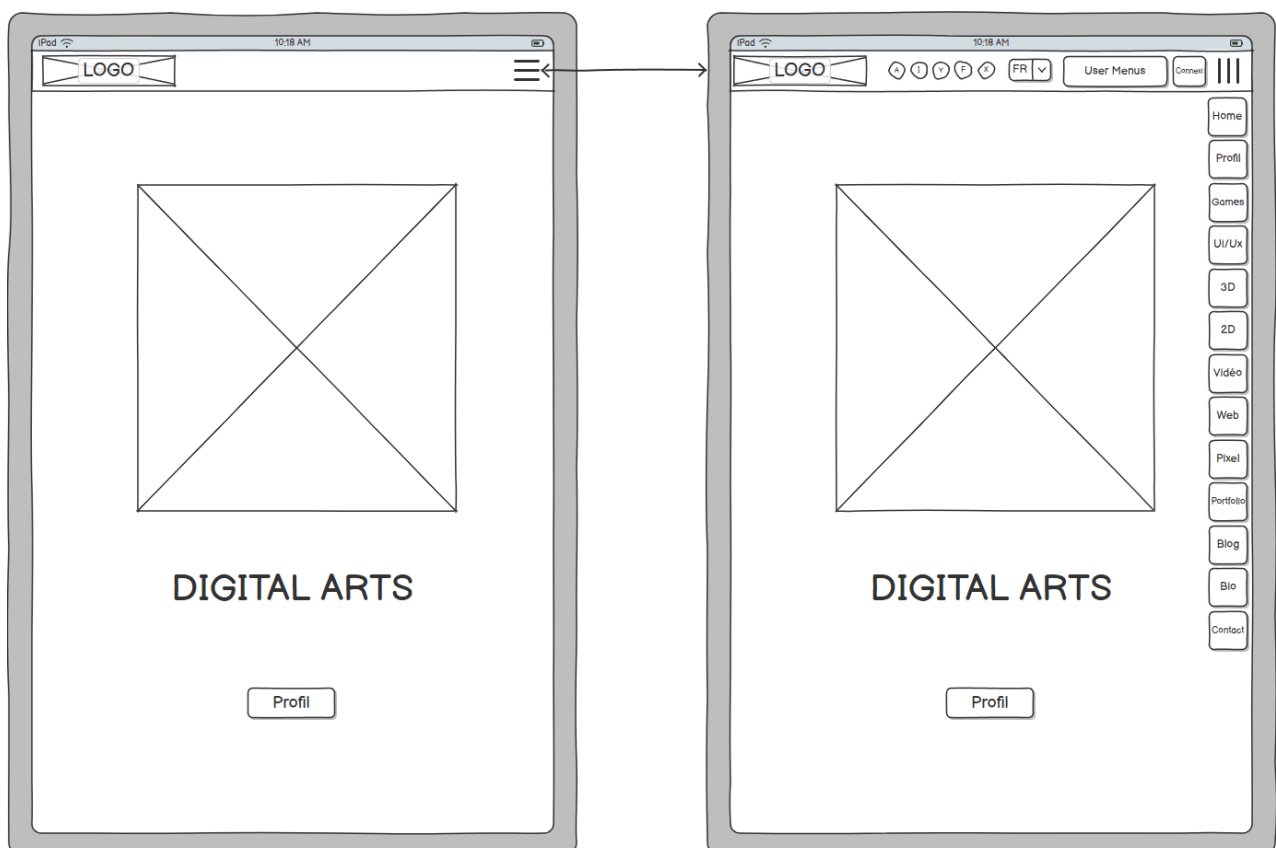 iPad 10:18 AM
LOGO
DIGITAL ARTS
Profil
iPad 10:18 AM
LOGO A I Y F X FR User Menus Connexi
Home
Profil
Games
UI/Ux
3D
2D
Vidéo
Web
Pixel
Portfolio
Blog
Bio
Contact
DIGITAL ARTS
Profil